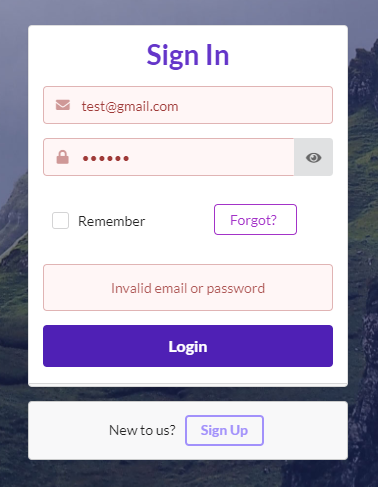 Sign In
test@gmail.com
••••••
Remember Forgot?
Invalid email or password
Login
New to us? Sign Up